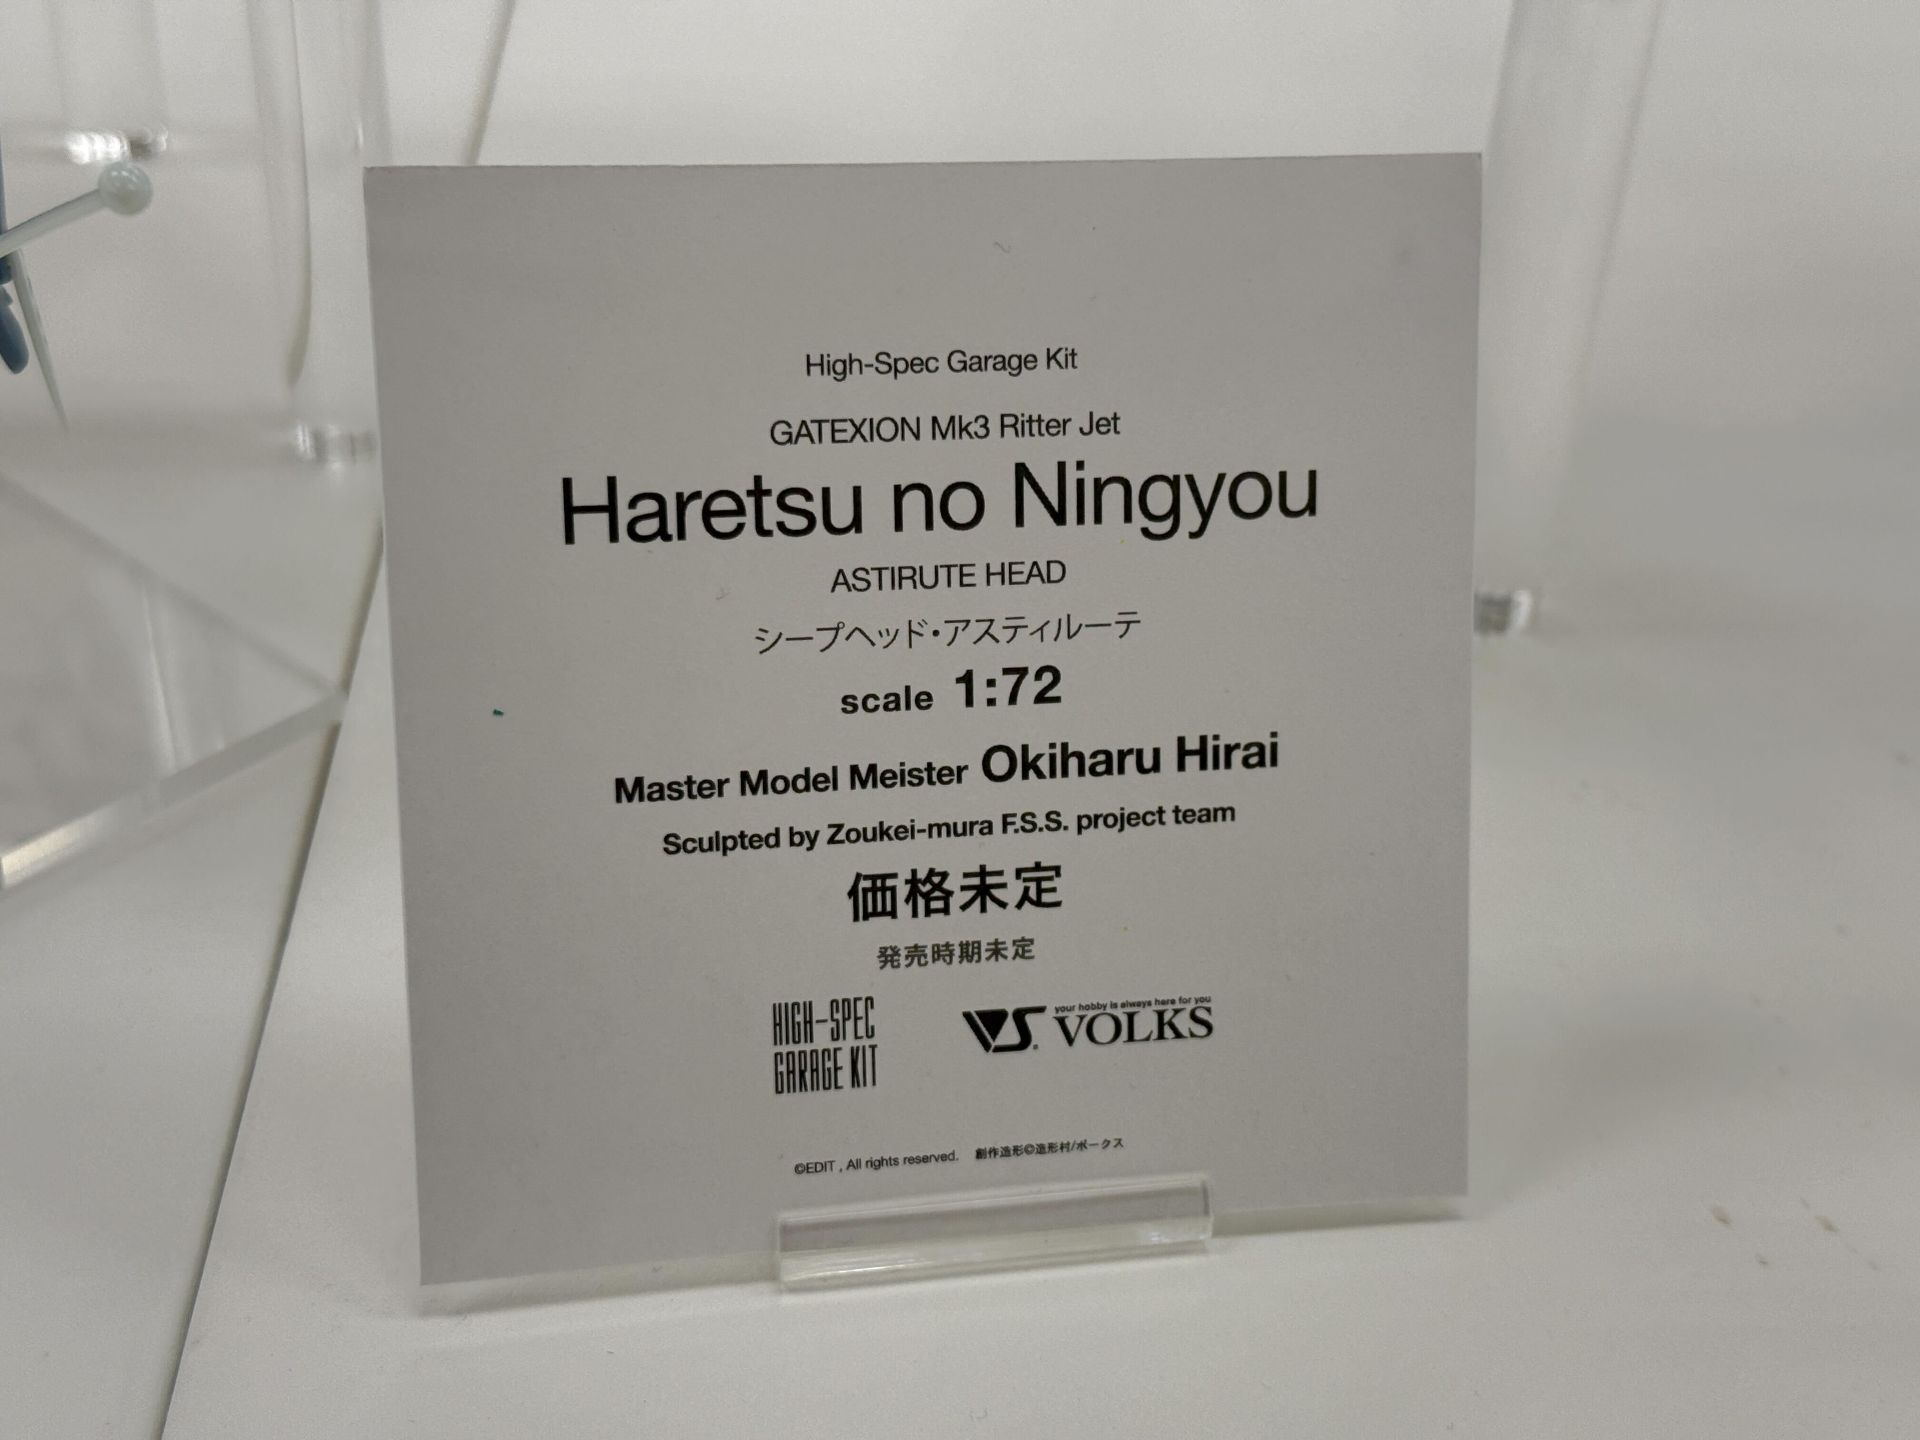 High-Spec Garage Kit
GATEXION Mk3 Ritter Jet
Haretsu no Ningyou
ASTIRUTE HEAD
シープヘッド・アスティルーテ
scale 1:72
Master Model Meister Okiharu Hirai
Sculpted by Zoukei-mura F.S.S. project team
価格未定
発売時期未定
HIGH-SPEC
GARAGE KIT
VS. your hobby is always here for you
VOLKS
©EDIT , All rights reserved. 創作造形©造形村/ボークス